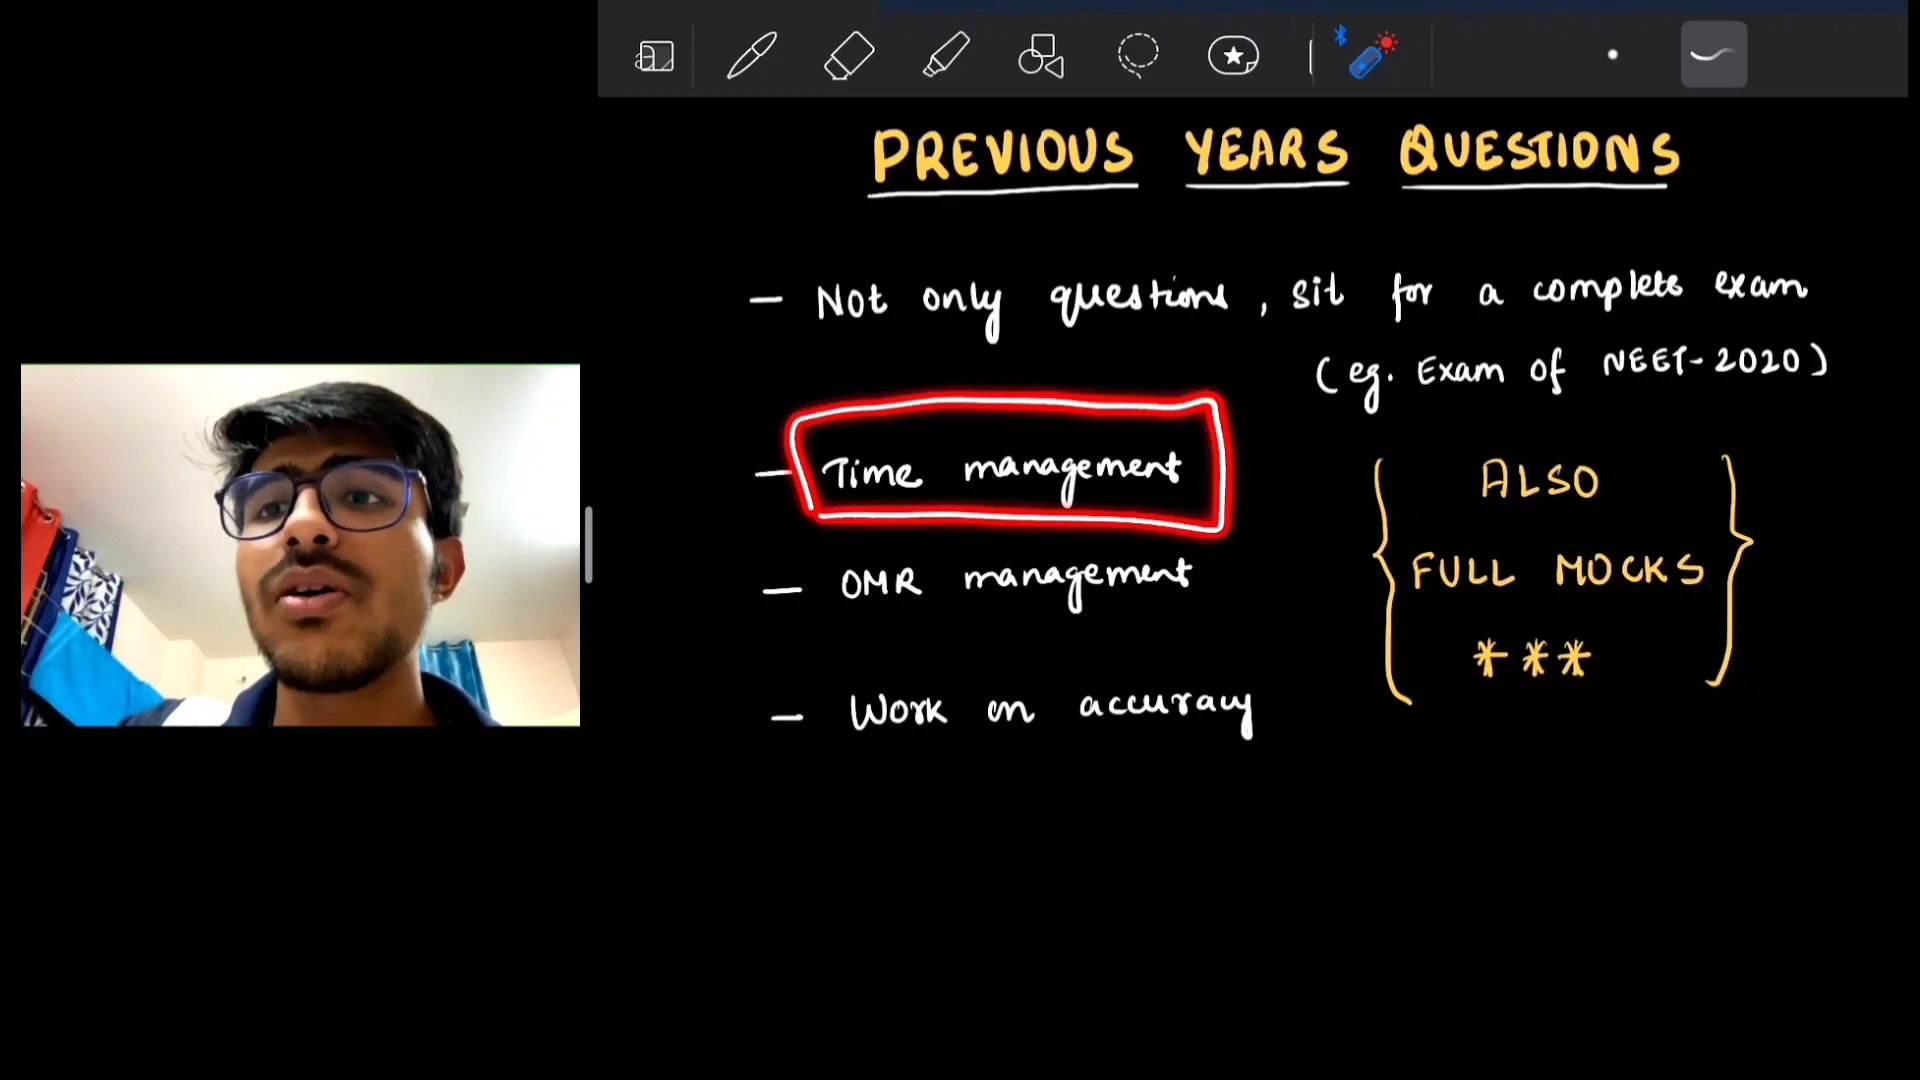 PREVIOUS YEARS QUESTIONS
– Not only questions, sit for a complete exam
(eg. Exam of NEET-2020)
– Time management
– OMR management
– Work on accuracy
{ ALSO
FULL MOCKS
*** }